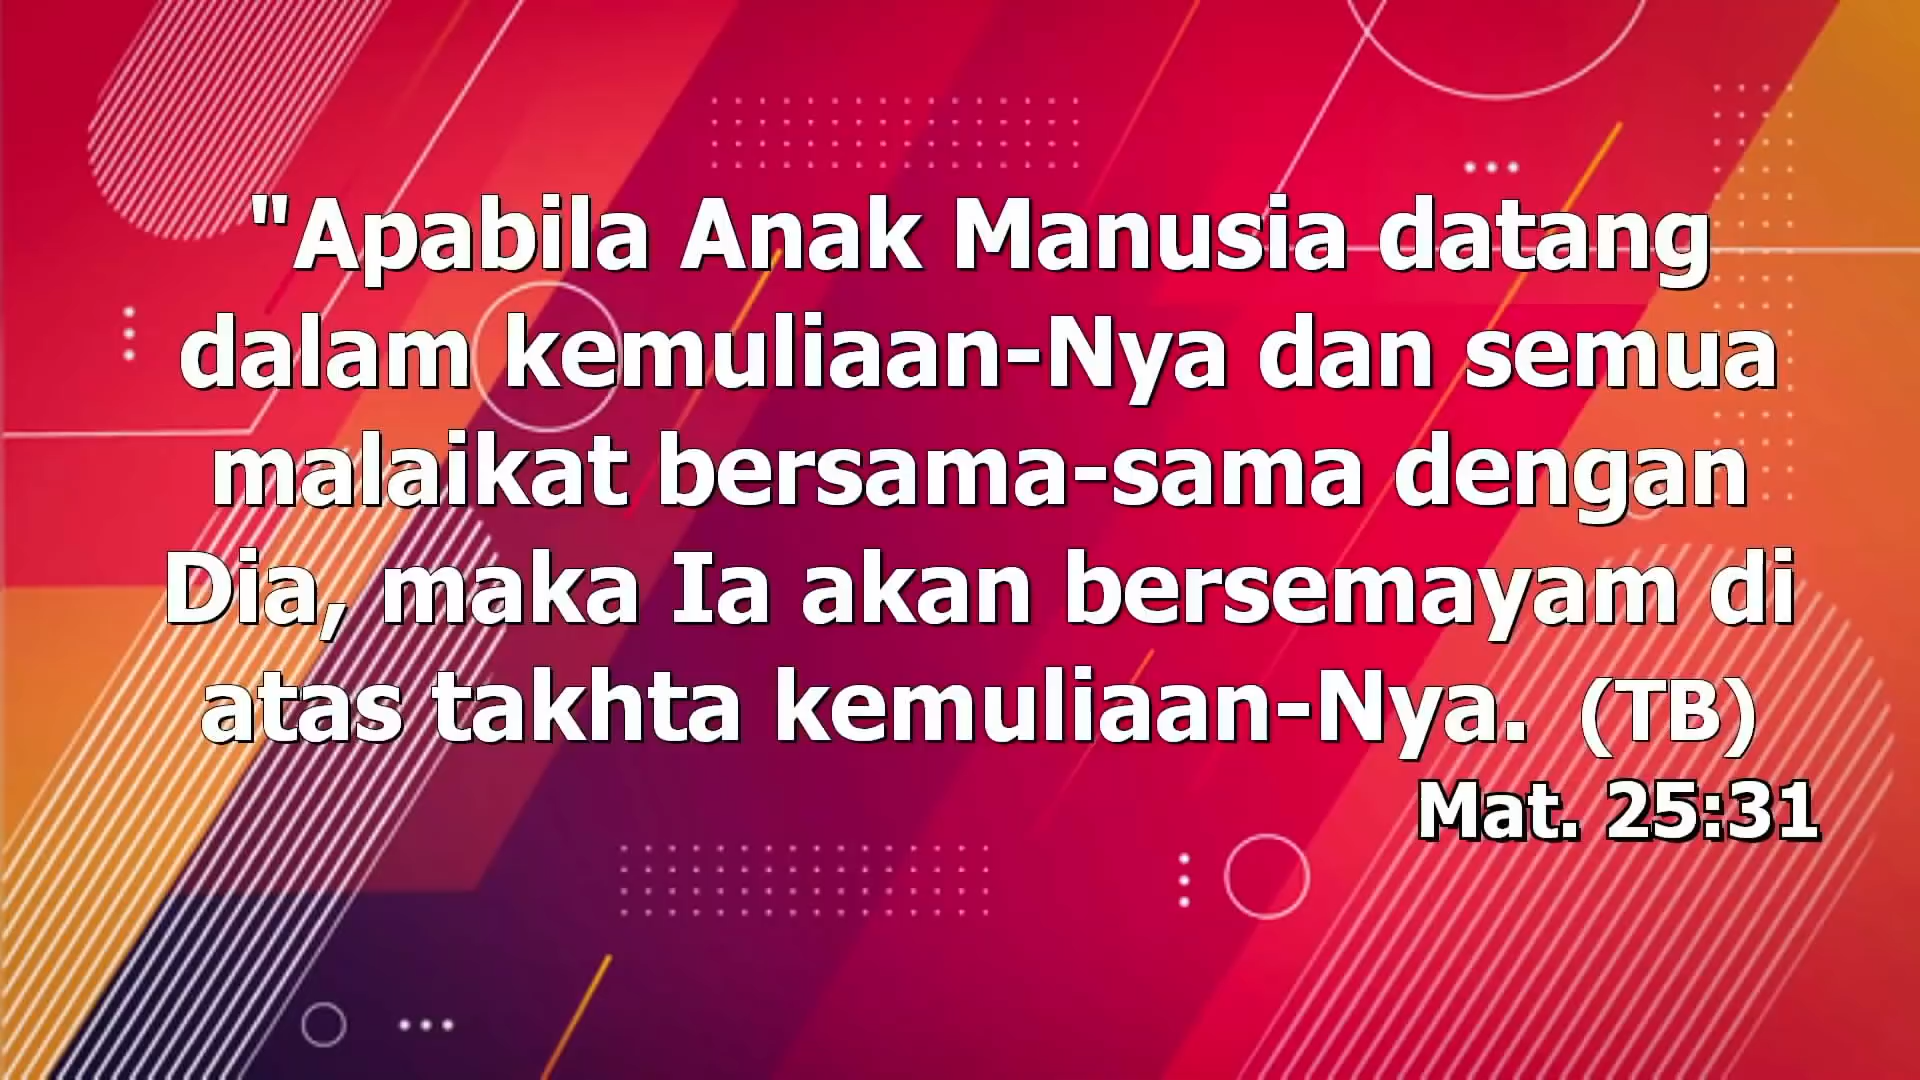 "Apabila Anak Manusia datang
dalam kemuliaan-Nya dan semua
malaikat bersama-sama dengan
Dia, maka Ia akan bersemayam di
atas takhta kemuliaan-Nya. (TB)
Mat. 25:31